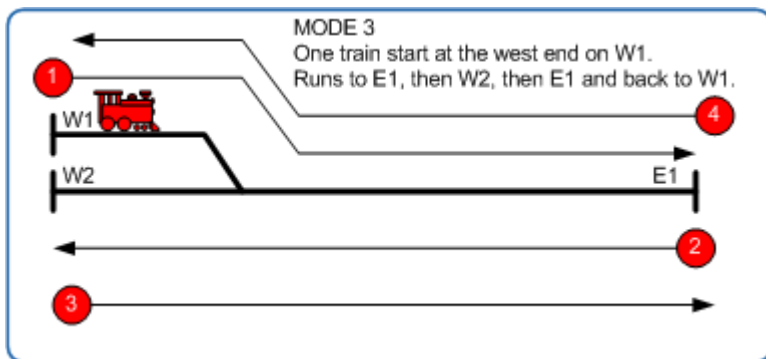 MODE 3
One train start at the west end on W1.
Runs to E1, then W2, then E1 and back to W1.
1
4
W1
W2
E1
2
3